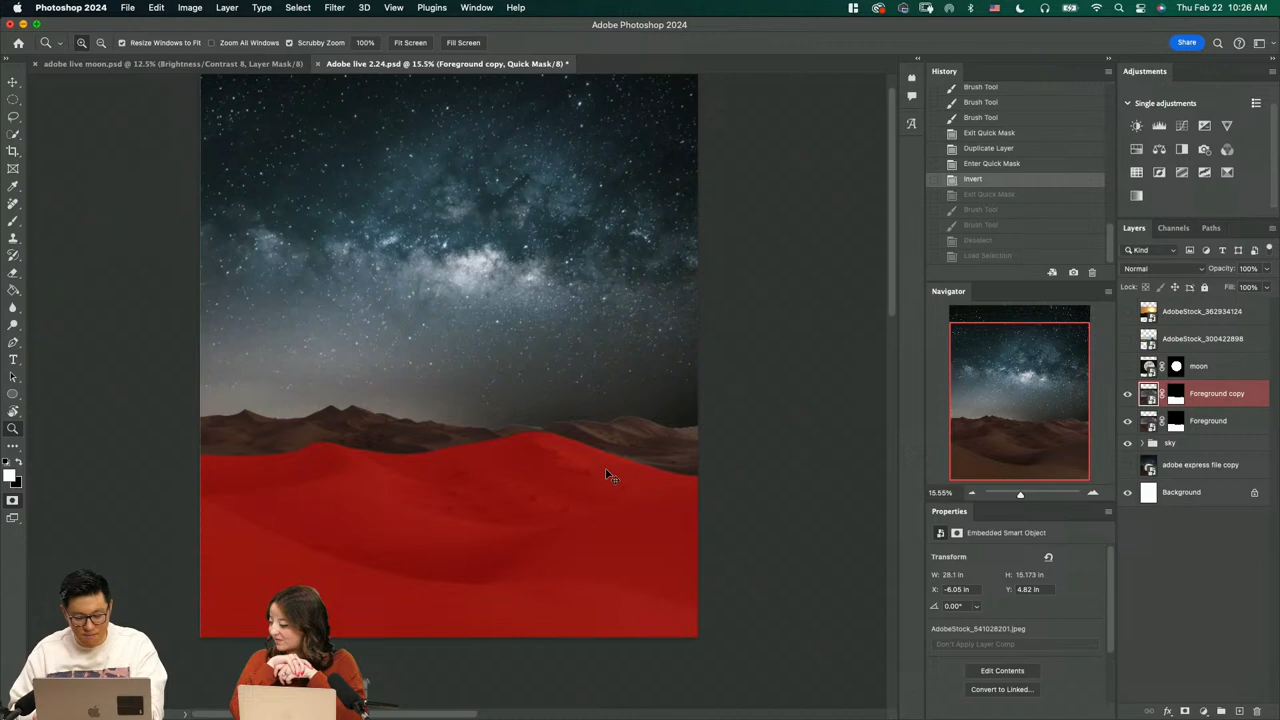 Photoshop 2024 File Edit Image Layer Type Select Filter 3D View Plugins Window Help Thu Feb 22 10:26 AM
Adobe Photoshop 2024
Resize Windows to Fit Zoom All Windows Scrubby Zoom 100% Fit Screen Fill Screen Share
adobe live moon.psd @ 12.5% (Brightness/Contrast 8, Layer Mask/8)
Adobe live 2.24.psd @ 15.5% (Foreground copy, Quick Mask/8) *
History
Brush Tool
Brush Tool
Brush Tool
Exit Quick Mask
Duplicate Layer
Enter Quick Mask
Invert
Exit Quick Mask
Brush Tool
Brush Tool
Deselect
Load Selection
Navigator
15.55%
Properties
Embedded Smart Object
Transform
W: 28.1 in H: 15.173 in
X: -6.05 in Y: 4.82 in
0.00°
AdobeStock_541028201.jpeg
Don't Apply Layer Comp
Edit Contents
Convert to Linked...
Adjustments
Single adjustments
Layers Channels Paths
Kind
Normal Opacity: 100%
Lock: Fill: 100%
AdobeStock_362934124
AdobeStock_300422898
moon
Foreground copy
Foreground
sky
adobe express file copy
Background